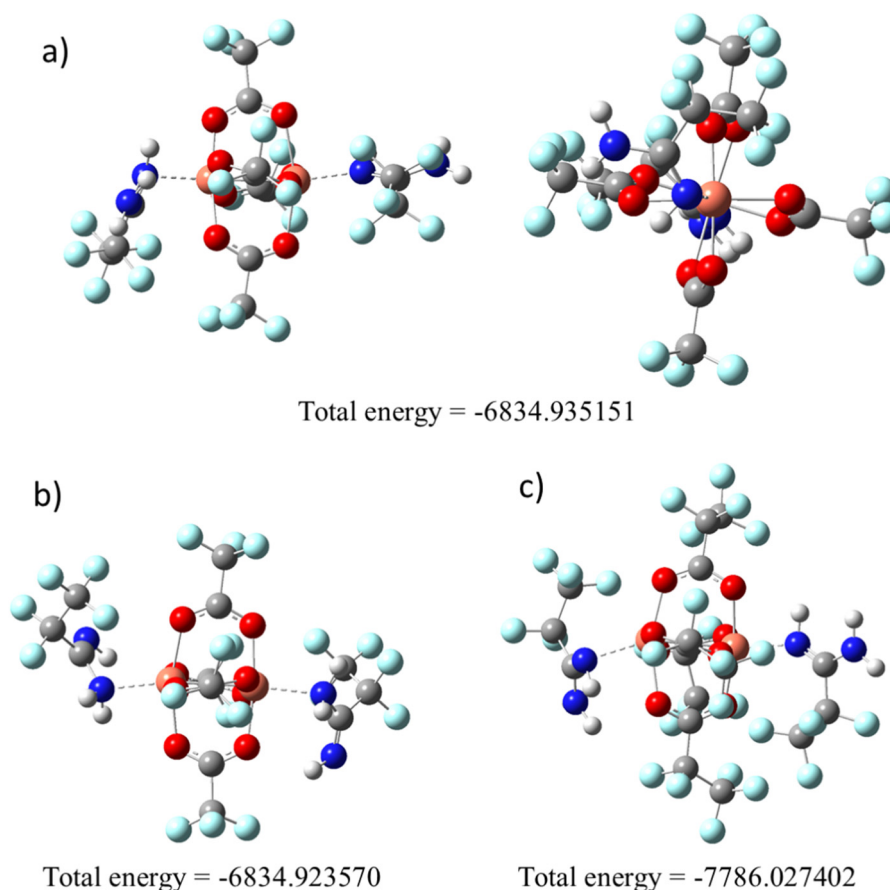 a)
Total energy = -6834.935151
b)
c)
Total energy = -6834.923570
Total energy = -7786.027402